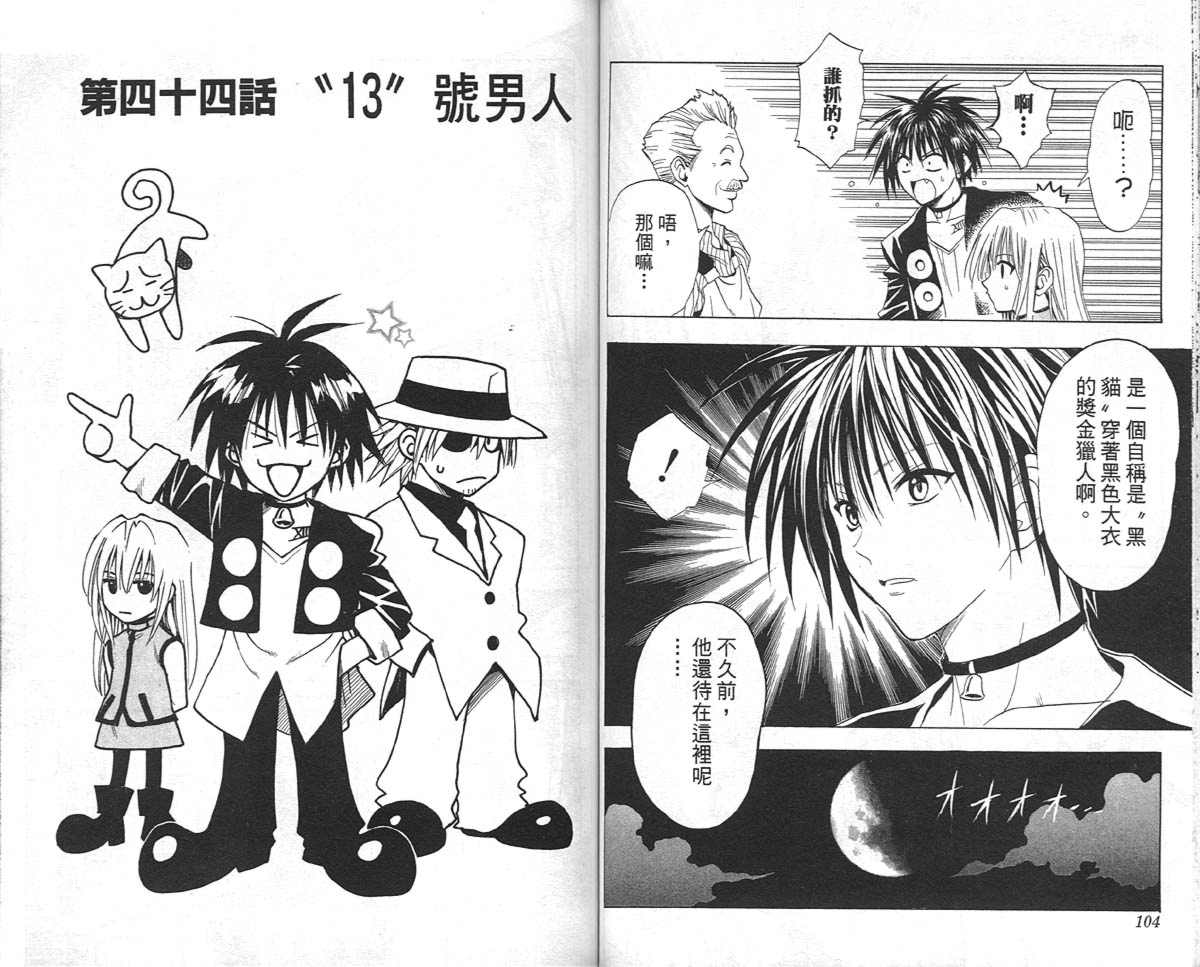 呃……？
啊…
誰抓的？
唔，
那個嘛…
XIII
是一個自稱是〝黑
貓〞穿著黑色大衣
的獎金獵人啊。
！
不久前，
他還待在這裡呢
……
オオオオ…
104
第四十四話 〝13〞號男人
XIII